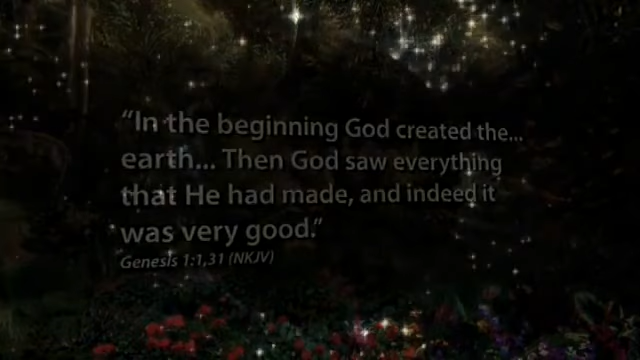 “In the beginning God created the...
earth... Then God saw everything
that He had made, and indeed it
was very good.”
Genesis 1:1,31 (NKJV)